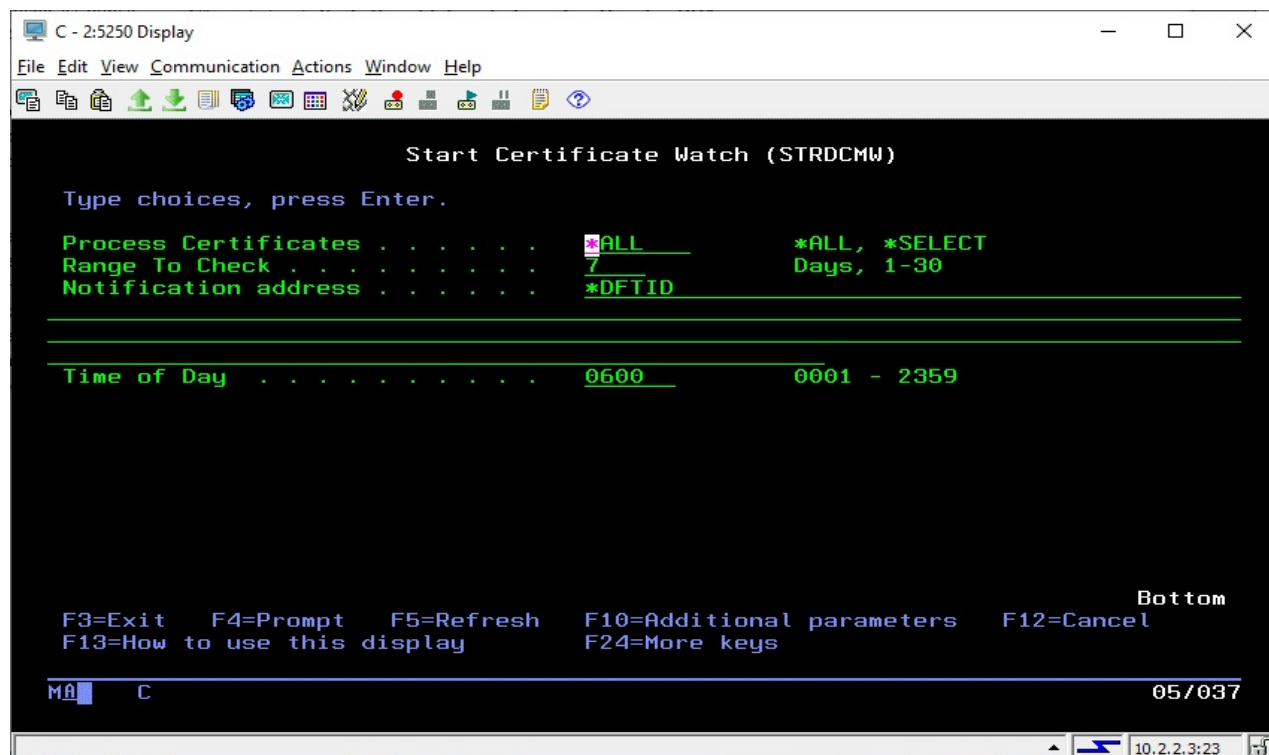 C - 2:5250 Display
File Edit View Communication Actions Window Help
Start Certificate Watch (STRDCMW)
Type choices, press Enter.
Process Certificates . . . . . . *ALL *ALL, *SELECT
Range To Check . . . . . . . . . 7 Days, 1-30
Notification address . . . . . . *DFTID
Time of Day . . . . . . . . . . 0600 0001 - 2359
Bottom
F3=Exit F4=Prompt F5=Refresh F10=Additional parameters F12=Cancel
F13=How to use this display F24=More keys
MA C 05/037
10.2.2.3:23